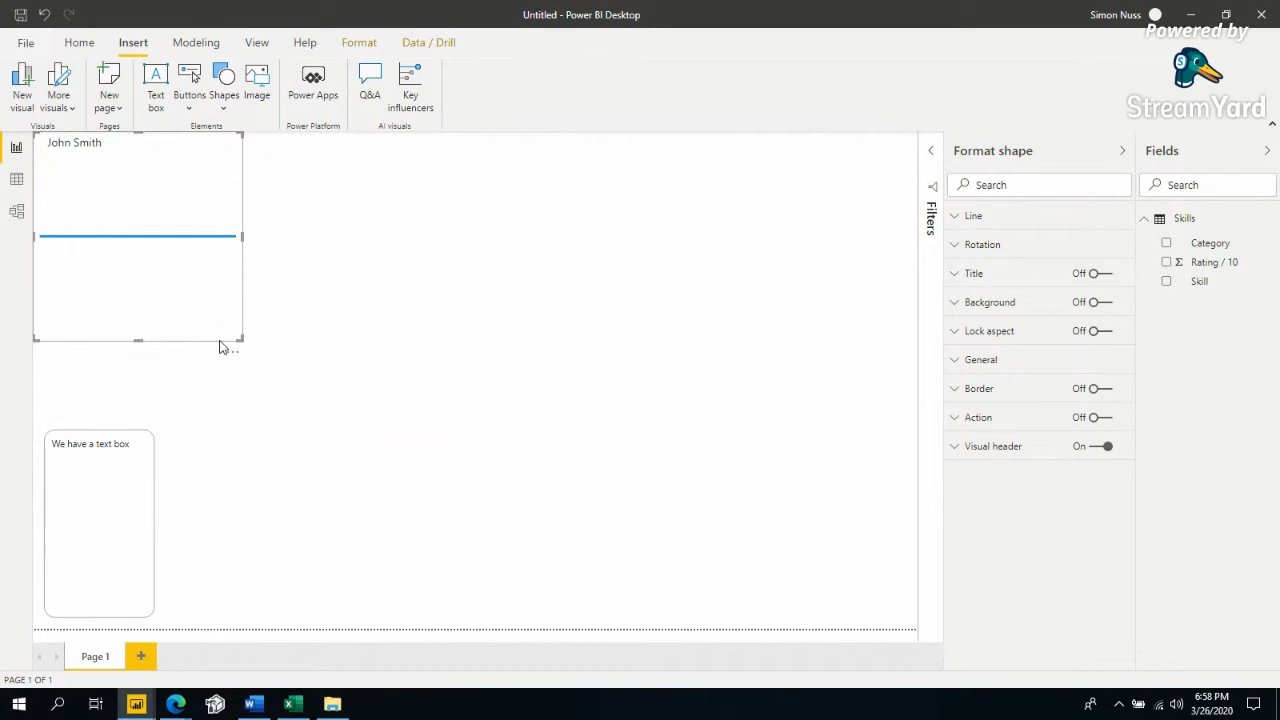 Untitled - Power BI Desktop
Simon Nuss
Powered by
StreamYard
File
Home
Insert
Modeling
View
Help
Format
Data / Drill
New visual
More visuals
New page
Text box
Buttons
Shapes
Image
Power Apps
Q&A
Key influencers
Visuals
Pages
Elements
Power Platform
AI visuals
John Smith
We have a text box
Filters
Format shape
Search
Line
Rotation
Title
Off
Background
Off
Lock aspect
Off
General
Border
Off
Action
Off
Visual header
On
Fields
Search
Skills
Category
Σ Rating / 10
Skill
Page 1
PAGE 1 OF 1
6:58 PM
3/26/2020